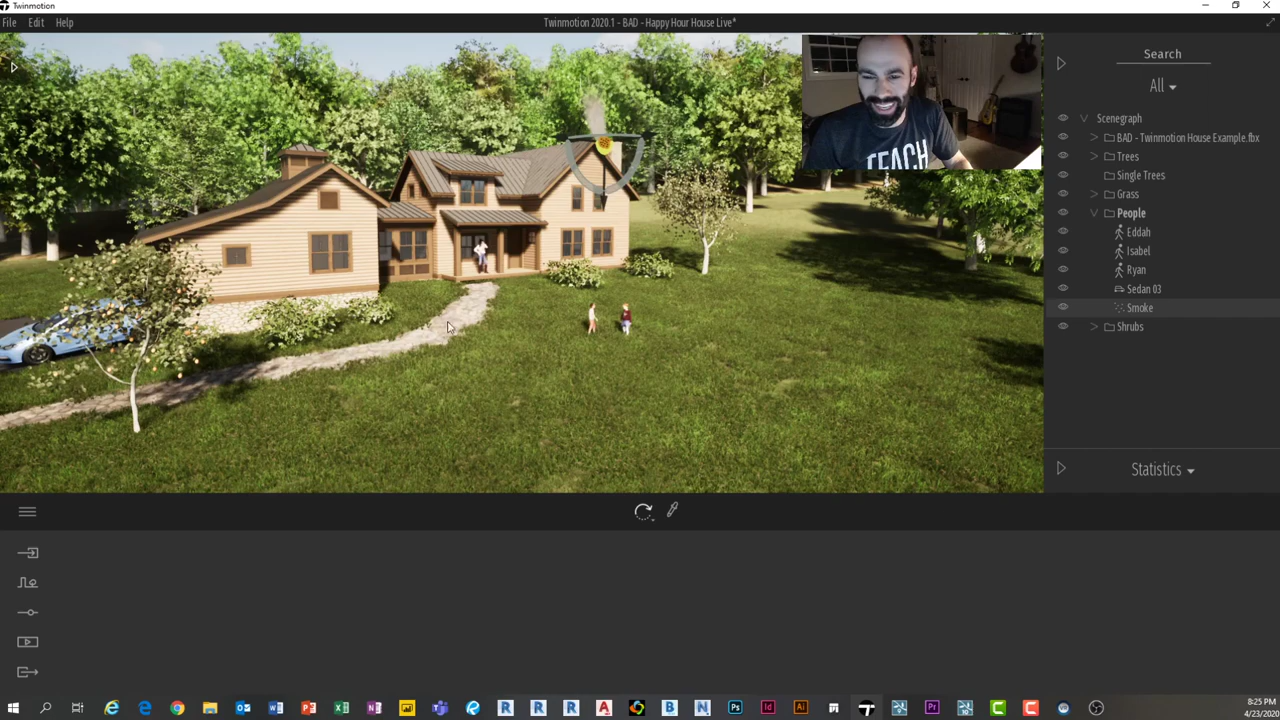 Twinmotion
File Edit Help
Twinmotion 2020.1 - BAD - Happy Hour House Live*
TEACH
Search
All
Scenegraph
BAD - Twinmotion House Example.fbx
Trees
Single Trees
Grass
People
Eddah
Isabel
Ryan
Sedan 03
Smoke
Shrubs
Statistics
8:25 PM
4/23/2020